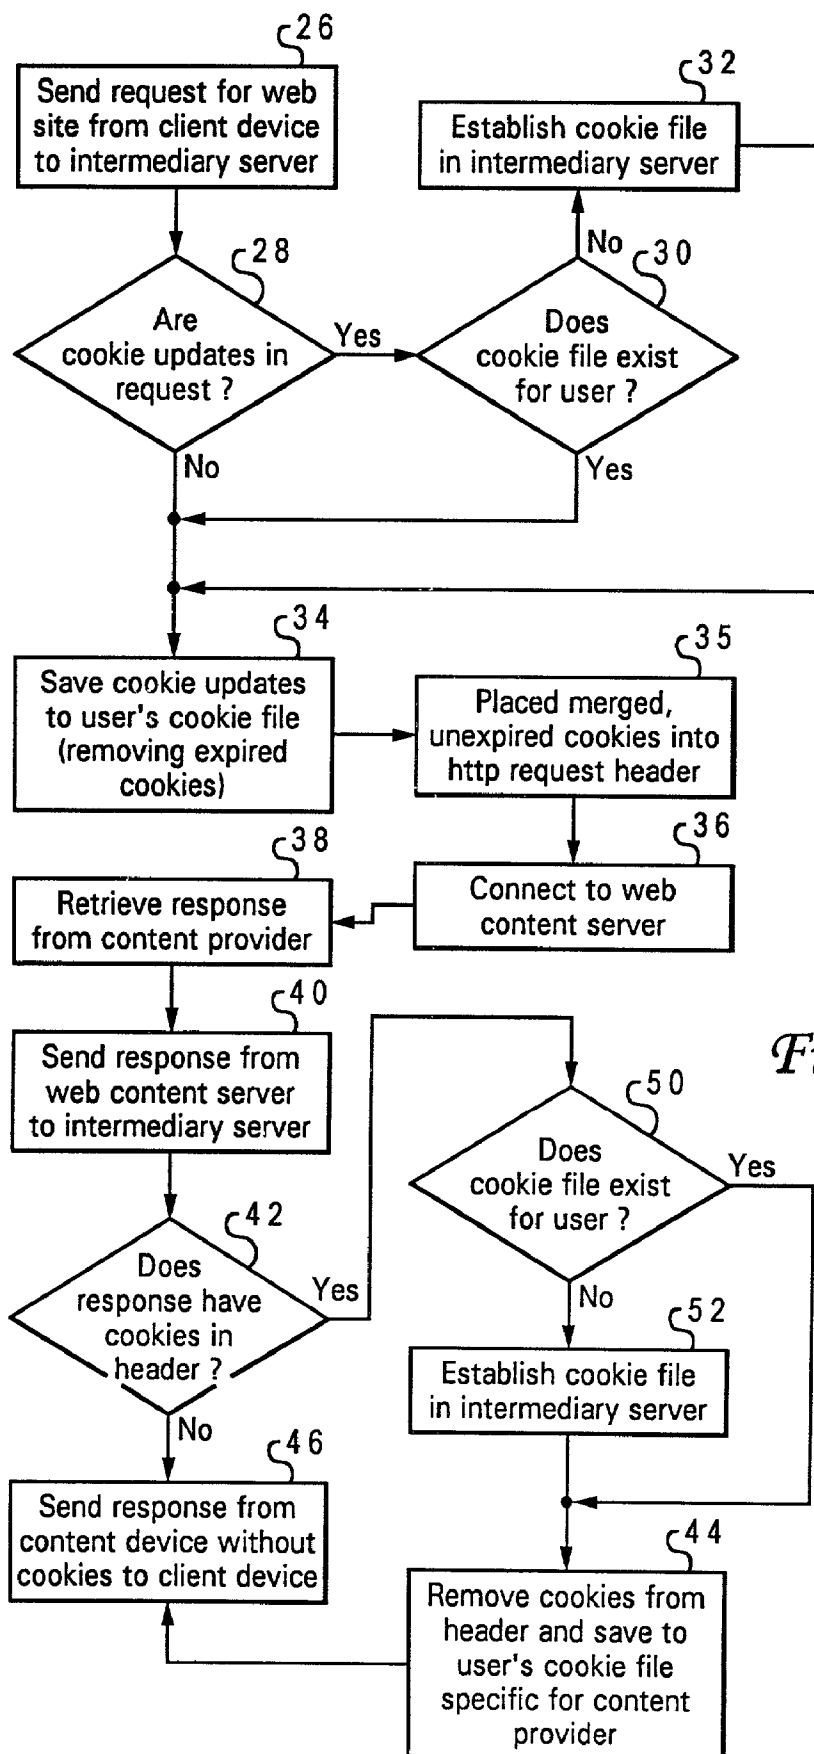 26
Send request for web
site from client device
to intermediary server
32
Establish cookie file
in intermediary server
28
Are
cookie updates in
request ?
Yes
No
30
Does
cookie file exist
for user ?
No
Yes
34
Save cookie updates
to user's cookie file
(removing expired
cookies)
35
Placed merged,
unexpired cookies into
http request header
36
Connect to web
content server
38
Retrieve response
from content provider
40
Send response from
web content server
to intermediary server
42
Does
response have
cookies in
header ?
Yes
No
50
Does
cookie file exist
for user ?
Yes
No
52
Establish cookie file
in intermediary server
46
Send response from
content device without
cookies to client device
44
Remove cookies from
header and save to
user's cookie file
specific for content
provider